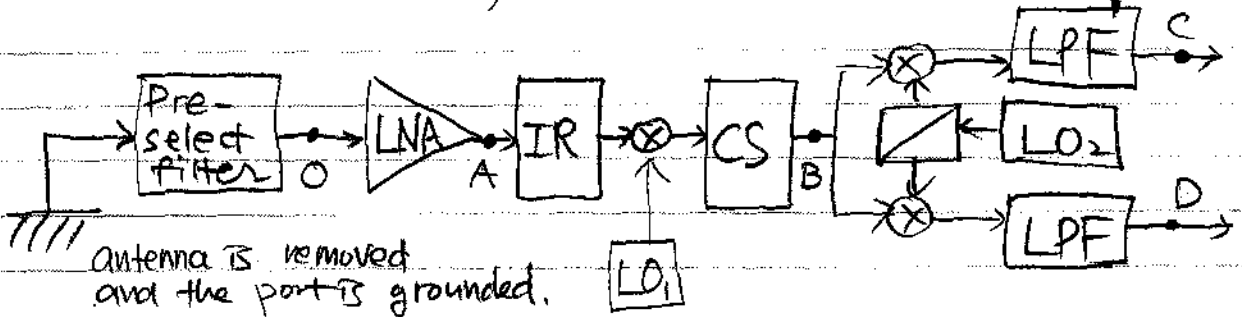 Pre-
select
filter
O
LNA
A
IR
CS
B
LPF
C
LO₂
LPF
D
LO₁
antenna is removed
and the port is grounded.